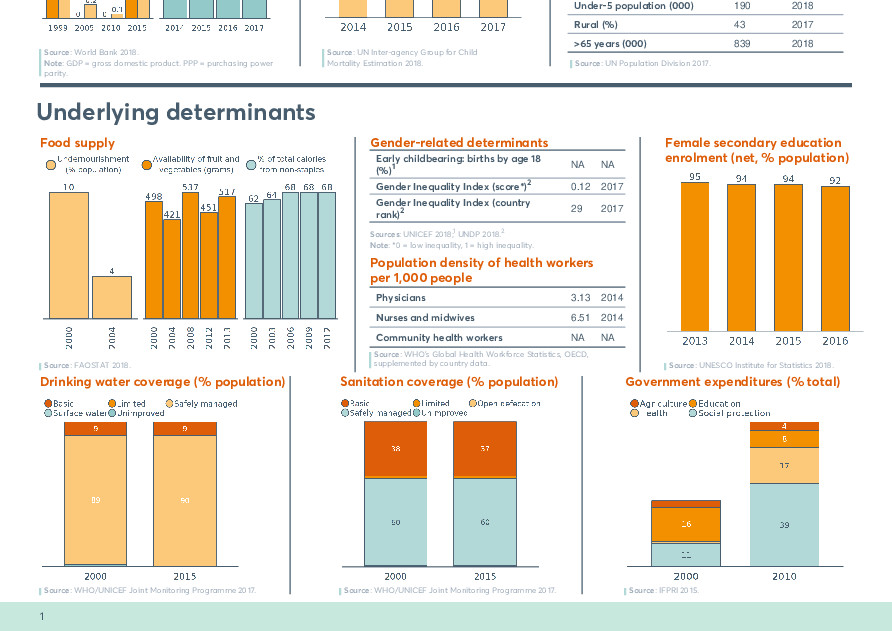 0 0.2 0 0.1
1999 2005 2010 2015
2014 2015 2016 2017
Source: World Bank 2018.
Note: GDP = gross domestic product. PPP = purchasing power
parity.
2014 2015 2016 2017
Source: UN Inter-agency Group for Child
Mortality Estimation 2018.
Under-5 population (000) 190 2018
Rural (%) 43 2017
>65 years (000) 839 2018
Source: UN Population Division 2017.
Underlying determinants
Food supply
Undernourishment
(% population)
Availability of fruit and
vegetables (grams)
% of total calories
from non-staples
10 4
498 421 537 451 517
62 64 68 68 68
2000 2004
2000 2004 2008 2012 2013
2000 2003 2006 2009 2012
Source: FAOSTAT 2018.
Gender-related determinants
Early childbearing: births by age 18
(%)1 NA NA
Gender Inequality Index (score*)2 0.12 2017
Gender Inequality Index (country
rank)2 29 2017
Sources: UNICEF 2018,1 UNDP 2018.2
Note: *0 = low inequality, 1 = high inequality.
Population density of health workers
per 1,000 people
Physicians 3.13 2014
Nurses and midwives 6.51 2014
Community health workers NA NA
Source: WHO's Global Health Workforce Statistics, OECD,
supplemented by country data.
Female secondary education
enrolment (net, % population)
95 94 94 92
2013 2014 2015 2016
Source: UNESCO Institute for Statistics 2018.
Drinking water coverage (% population)
Basic Limited Safely managed
Surface water Unimproved
9 9
89 90
2000 2015
Source: WHO/UNICEF Joint Monitoring Programme 2017.
Sanitation coverage (% population)
Basic Limited Open defecation
Safely managed Unimproved
38 37
60 60
2000 2015
Source: WHO/UNICEF Joint Monitoring Programme 2017.
Government expenditures (% total)
Agriculture Education
Health Social protection
16
11
4
8
17
39
2000 2010
Source: IFPRI 2015.
1